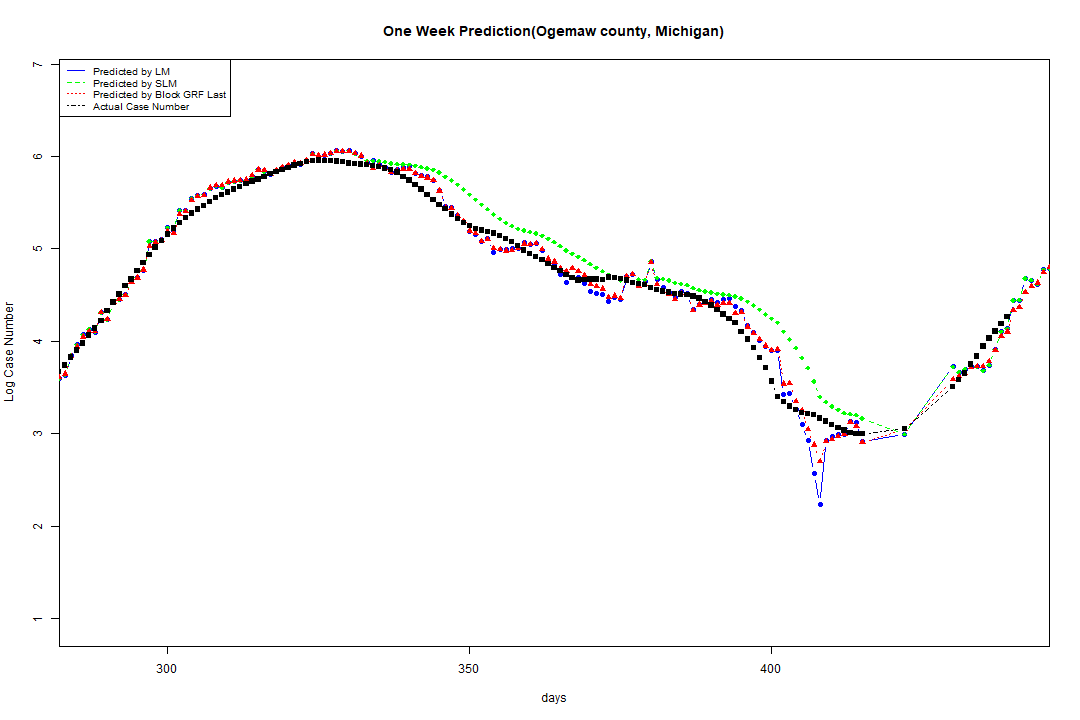 One Week Prediction(Ogemaw county, Michigan)
Predicted by LM
Predicted by SLM
Predicted by Block GRF Last
Actual Case Number
7
6
5
4
3
2
1
Log Case Number
300
350
400
days